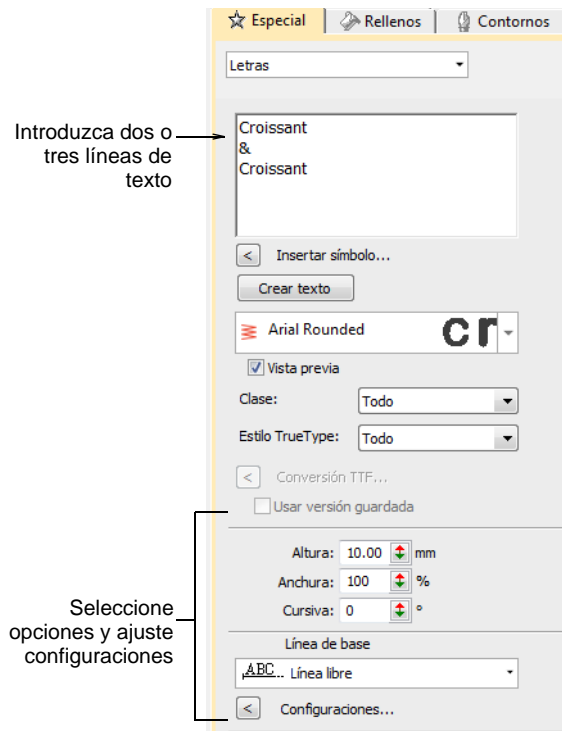 Especial
Rellenos
Contornos
Letras
Introduzca dos o
tres líneas de
texto
Croissant
&
Croissant
< Insertar símbolo...
Crear texto
Arial Rounded
cr
Vista previa
Clase: Todo
Estilo TrueType: Todo
< Conversión TTF...
Usar versión guardada
Altura: 10.00 mm
Anchura: 100 %
Cursiva: 0 °
Seleccione
opciones y ajuste
configuraciones
Línea de base
ABC... Línea libre
< Configuraciones...